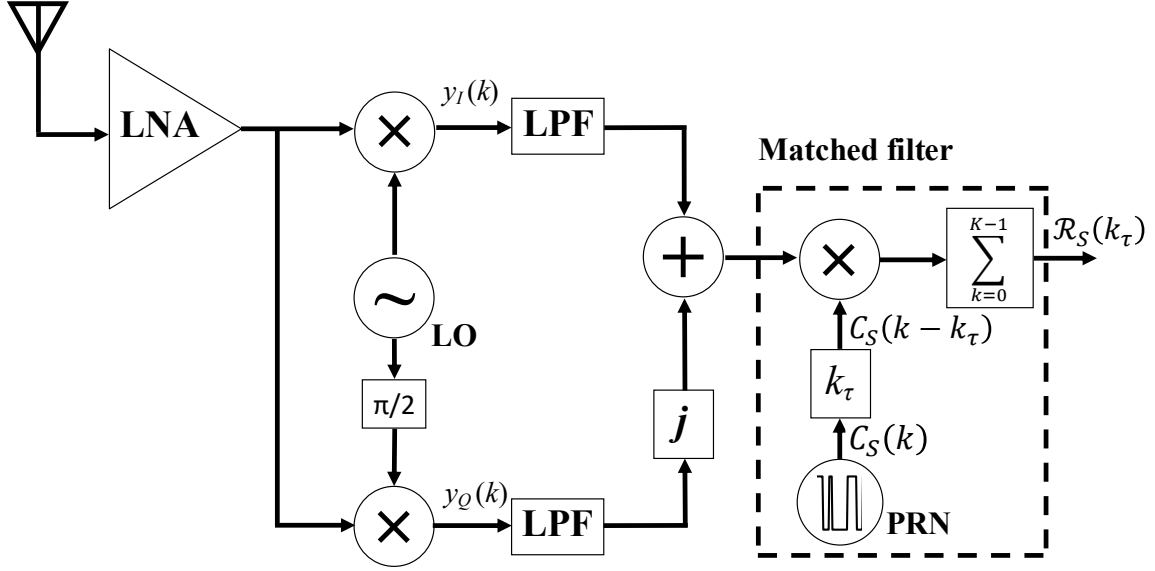 LNA
×
y_I(k)
LPF
~
LO
π/2
×
y_Q(k)
LPF
+
j
Matched filter
×
K−1
∑
k=0
ℛ_S(k_τ)
C_S(k − k_τ)
k_τ
C_S(k)
PRN